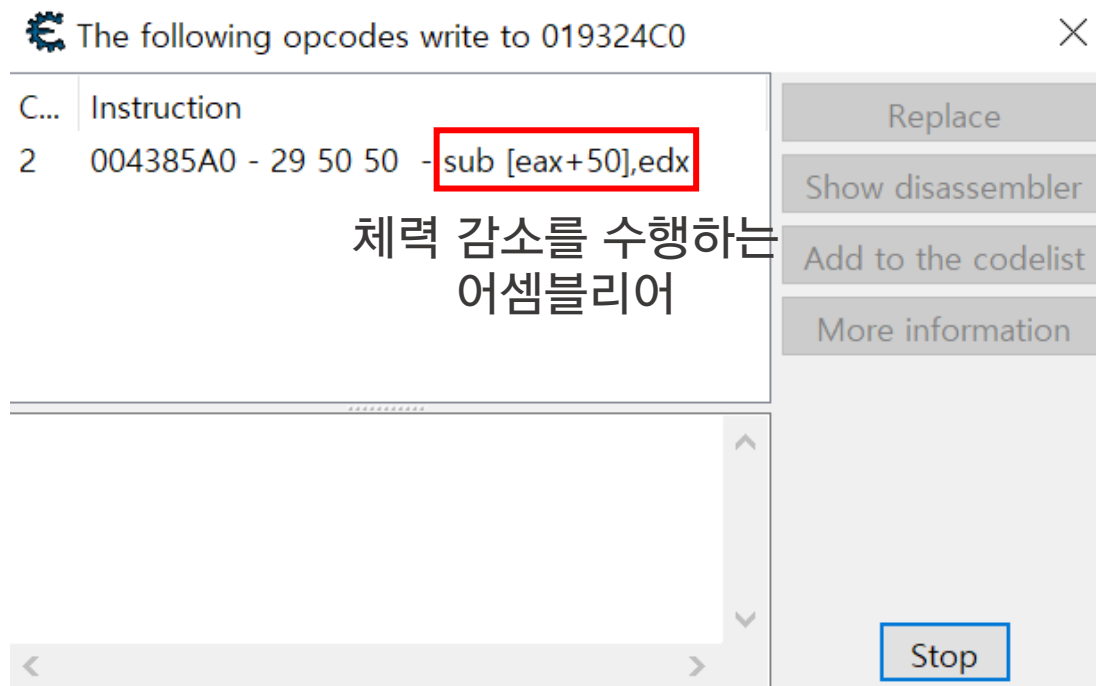 The following opcodes write to 019324C0
C... Instruction
2 004385A0 - 29 50 50 - sub [eax+50],edx
체력 감소를 수행하는
어셈블리어
Replace
Show disassembler
Add to the codelist
More information
Stop